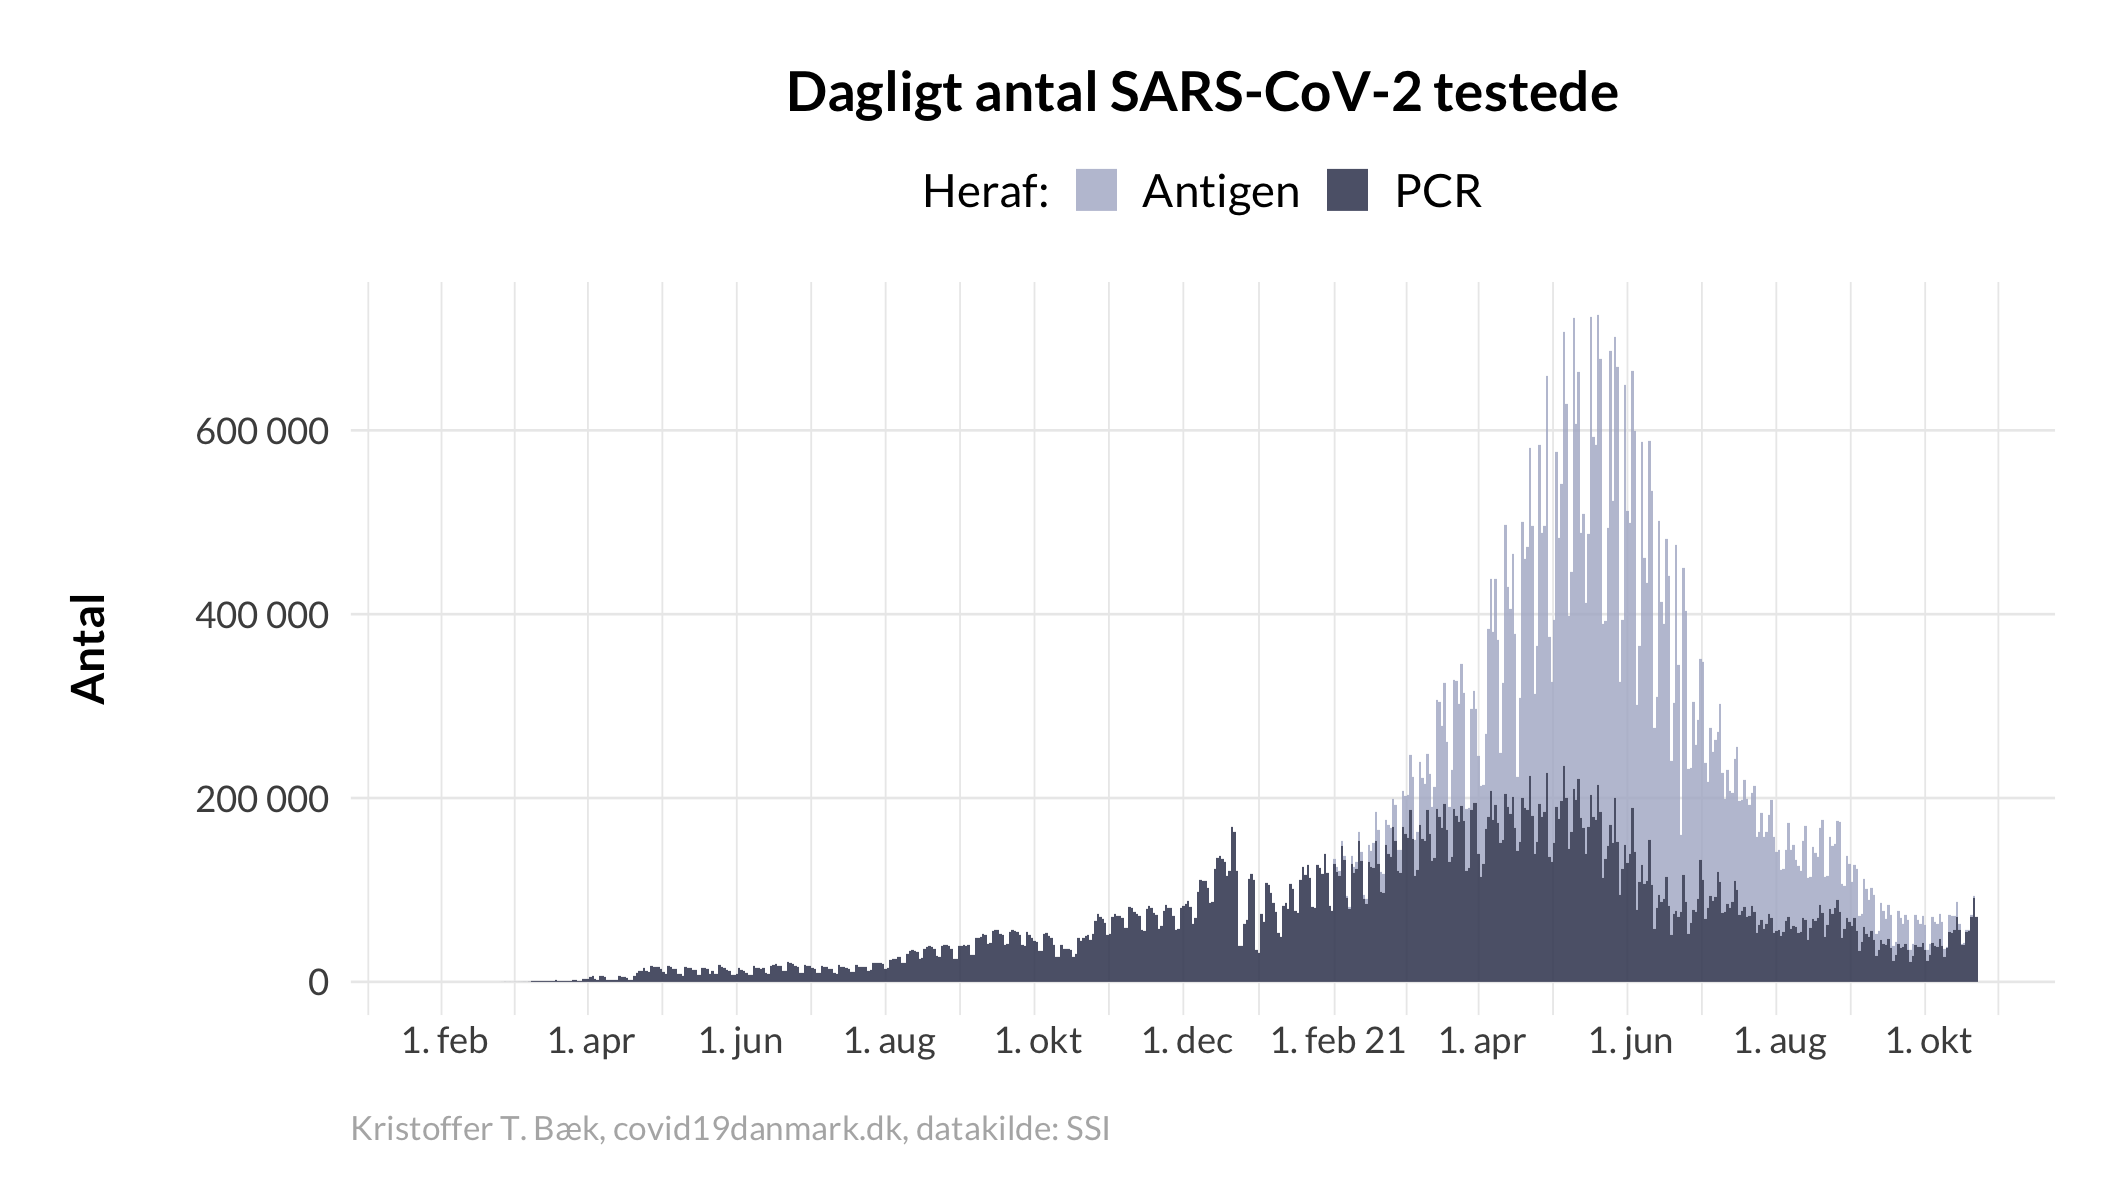 Dagligt antal SARS-CoV-2 testede
Heraf: Antigen PCR
Antal
600 000
400 000
200 000
0
1. feb 1. apr 1. jun 1. aug 1. okt 1. dec 1. feb 21 1. apr 1. jun 1. aug 1. okt
Kristoffer T. Bæk, covid19danmark.dk, datakilde: SSI